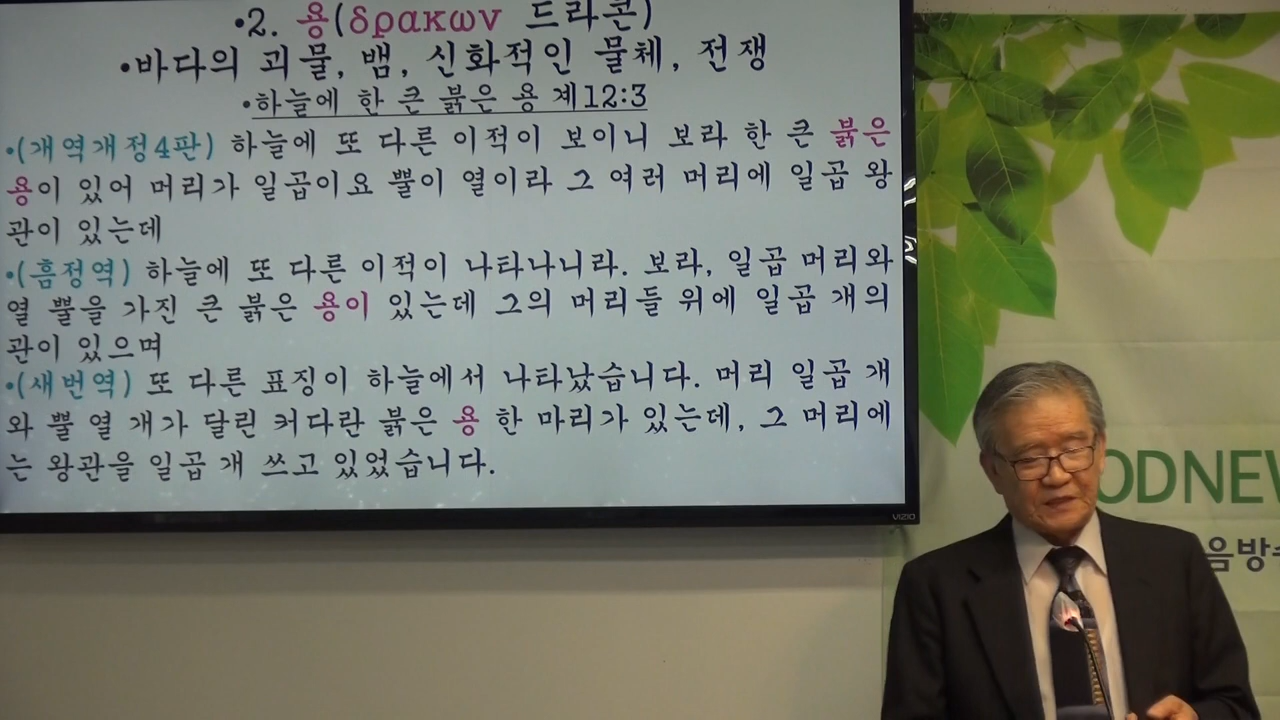 •2. 용(δρακων 드라콘)
•바다의 괴물, 뱀, 신화적인 물체, 전쟁
•하늘에 한 큰 붉은 용 계12:3
•(개역개정4판) 하늘에 또 다른 이적이 보이니 보라 한 큰 붉은
용이 있어 머리가 일곱이요 뿔이 열이라 그 여러 머리에 일곱 왕
관이 있는데
•(흠정역) 하늘에 또 다른 이적이 나타나니라. 보라, 일곱 머리와
열 뿔을 가진 큰 붉은 용이 있는데 그의 머리들 위에 일곱 개의
관이 있으며
•(새번역) 또 다른 표징이 하늘에서 나타났습니다. 머리 일곱 개
와 뿔 열 개가 달린 커다란 붉은 용 한 마리가 있는데, 그 머리에
는 왕관을 일곱 개 쓰고 있었습니다.
VIZIO
ODNEW
음방